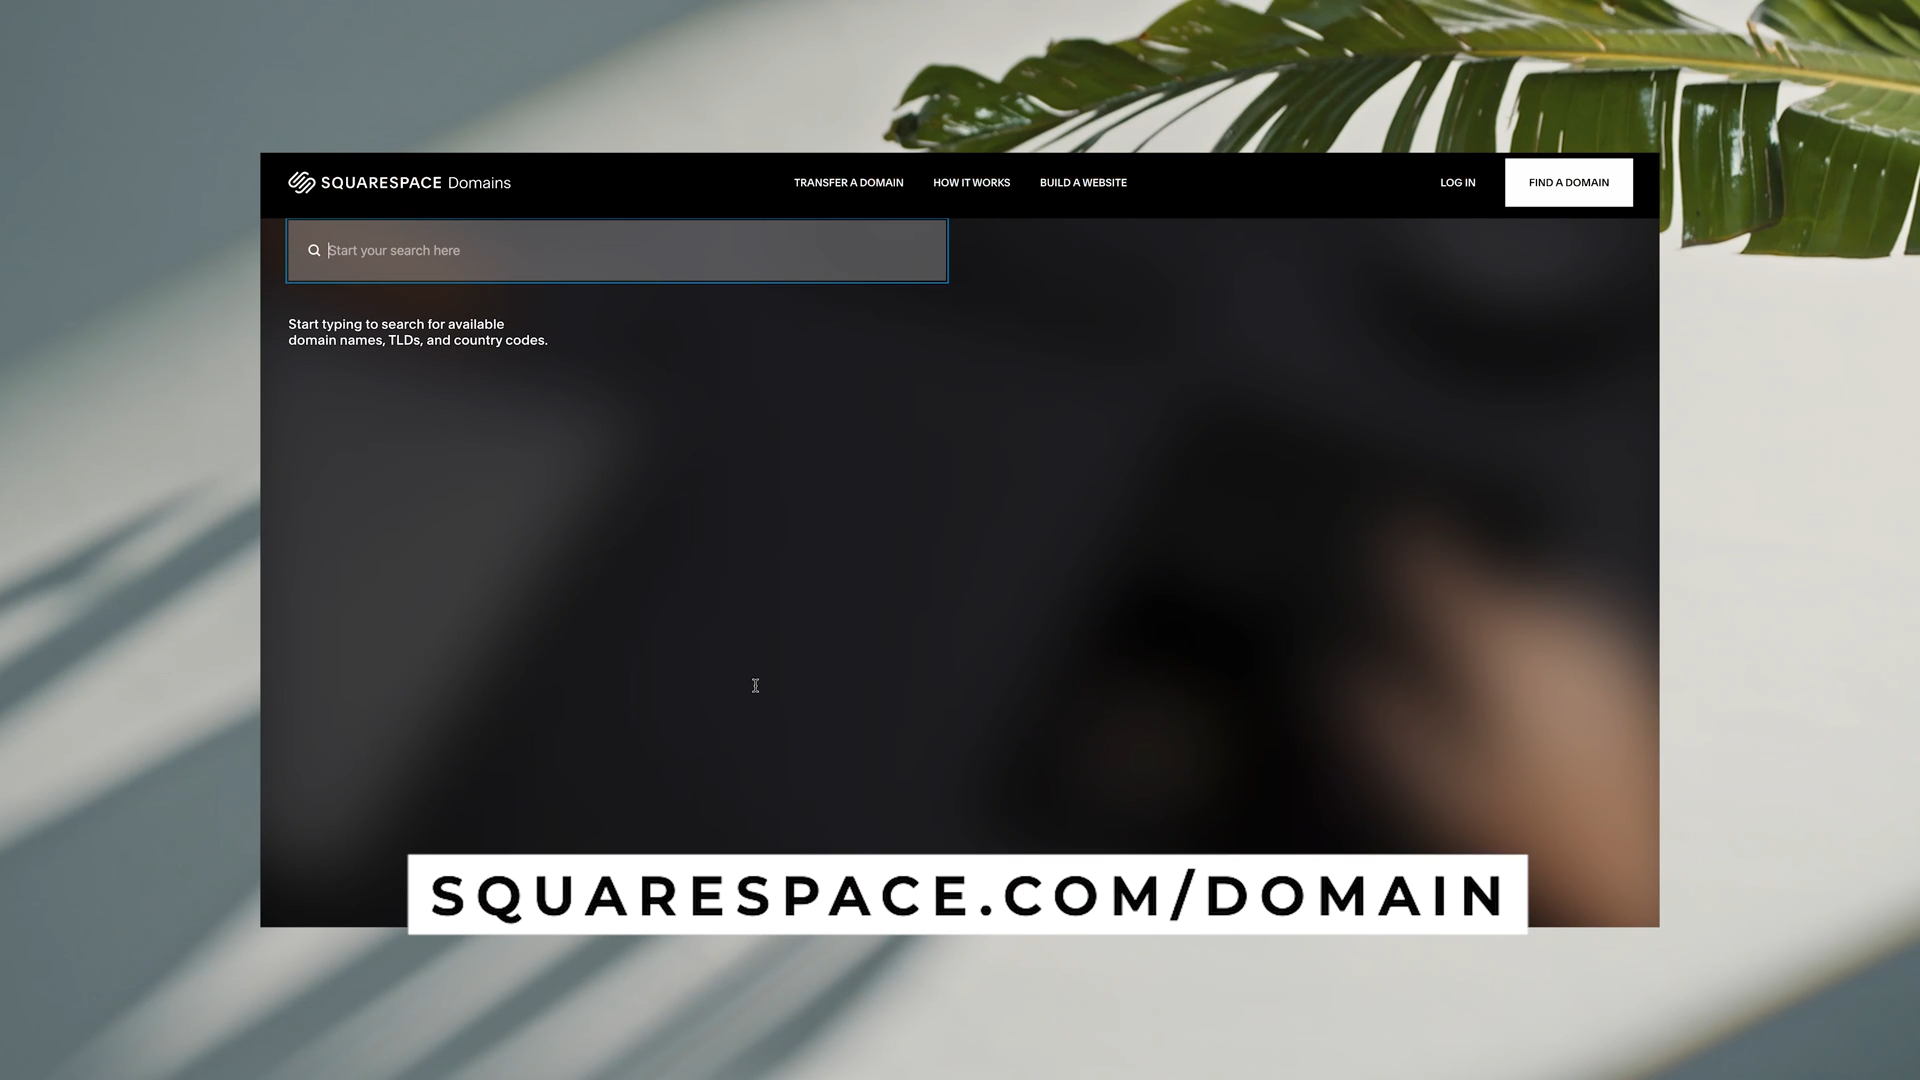 SQUARESPACE Domains
TRANSFER A DOMAIN
HOW IT WORKS
BUILD A WEBSITE
LOG IN
FIND A DOMAIN
Start your search here
Start typing to search for available
domain names, TLDs, and country codes.
SQUARESPACE.COM/DOMAIN